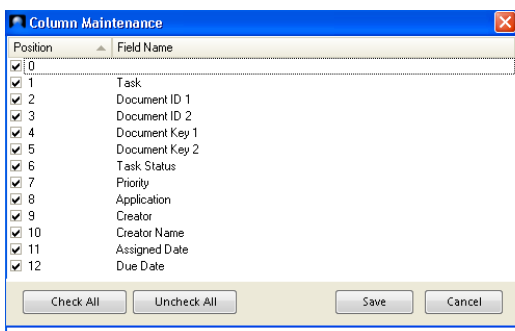 Column Maintenance
Position Field Name
0
1 Task
2 Document ID 1
3 Document ID 2
4 Document Key 1
5 Document Key 2
6 Task Status
7 Priority
8 Application
9 Creator
10 Creator Name
11 Assigned Date
12 Due Date
Check All Uncheck All Save Cancel